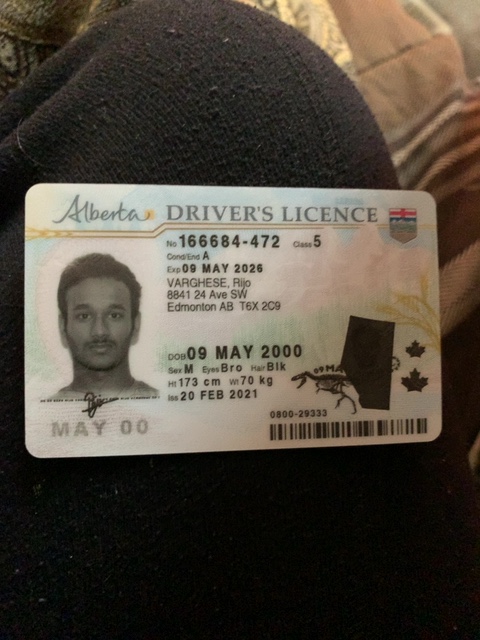 Alberta DRIVER'S LICENCE
No 166684-472 Class 5
Cond/End A
Exp 09 MAY 2026
VARGHESE, Rijo
8841 24 Ave SW
Edmonton AB T6X 2C9
DOB 09 MAY 2000
Sex M Eyes Bro Hair Blk
Ht 173 cm Wt 70 kg
Iss 20 FEB 2021
09 MA
MAY 00
0800-29333